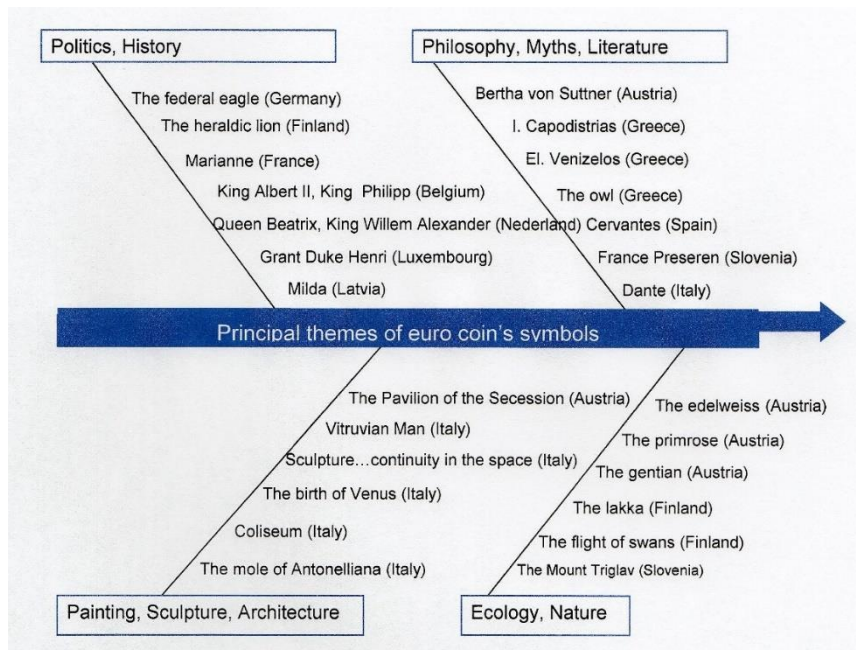 Politics, History
The federal eagle (Germany)
The heraldic lion (Finland)
Marianne (France)
King Albert II, King Philipp (Belgium)
Queen Beatrix, King Willem Alexander (Nederland)
Grant Duke Henri (Luxembourg)
Milda (Latvia)
Philosophy, Myths, Literature
Bertha von Suttner (Austria)
I. Capodistrias (Greece)
El. Venizelos (Greece)
The owl (Greece)
Cervantes (Spain)
France Preseren (Slovenia)
Dante (Italy)
Principal themes of euro coin's symbols
The Pavilion of the Secession (Austria)
Vitruvian Man (Italy)
Sculpture...continuity in the space (Italy)
The birth of Venus (Italy)
Coliseum (Italy)
The mole of Antonelliana (Italy)
Painting, Sculpture, Architecture
The edelweiss (Austria)
The primrose (Austria)
The gentian (Austria)
The lakka (Finland)
The flight of swans (Finland)
The Mount Triglav (Slovenia)
Ecology, Nature